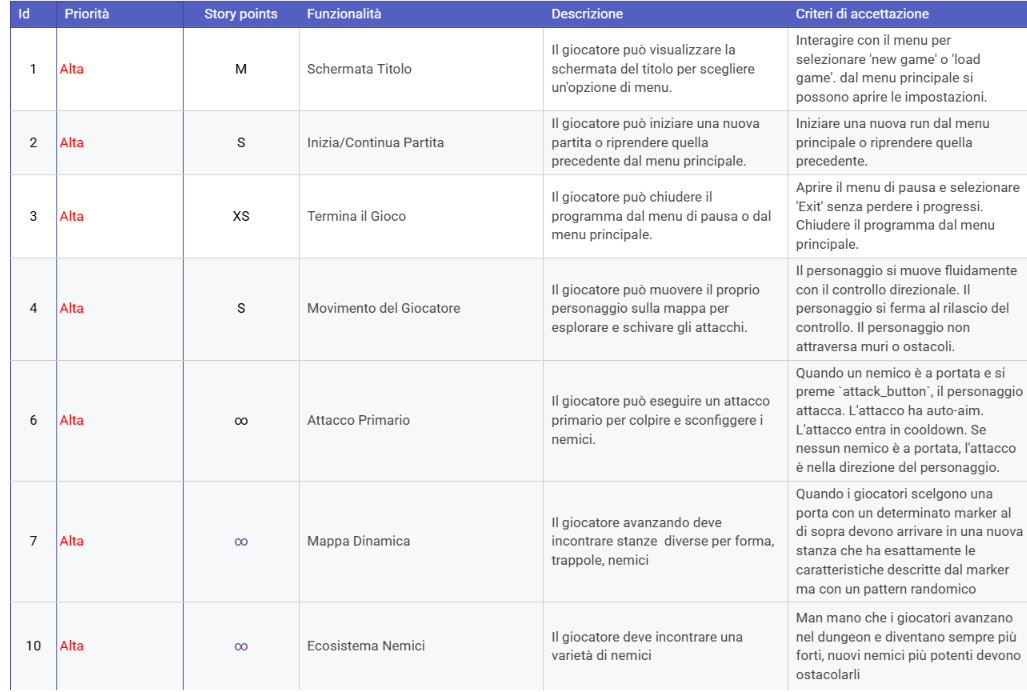 Id Priorità Story points Funzionalità Descrizione Criteri di accettazione
1 Alta M Schermata Titolo
Il giocatore può visualizzare la
schermata del titolo per scegliere
un'opzione di menu.
Interagire con il menu per
selezionare 'new game' o 'load
game'. dal menu principale si
possono aprire le impostazioni.
2 Alta S Inizia/Continua Partita
Il giocatore può iniziare una nuova
partita o riprendere quella
precedente dal menu principale.
Iniziare una nuova run dal menu
principale o riprendere quella
precedente.
3 Alta XS Termina il Gioco
Il giocatore può chiudere il
programma dal menu di pausa o dal
menu principale.
Aprire il menu di pausa e selezionare
'Exit' senza perdere i progressi.
Chiudere il programma dal menu
principale.
4 Alta S Movimento del Giocatore
Il giocatore può muovere il proprio
personaggio sulla mappa per
esplorare e schivare gli attacchi.
Il personaggio si muove fluidamente
con il controllo direzionale. Il
personaggio si ferma al rilascio del
controllo. Il personaggio non
attraversa muri o ostacoli.
6 Alta ∞ Attacco Primario
Il giocatore può eseguire un attacco
primario per colpire e sconfiggere i
nemici.
Quando un nemico è a portata e si
preme `attack_button`, il personaggio
attacca. L'attacco ha auto-aim.
L'attacco entra in cooldown. Se
nessun nemico è a portata, l'attacco
è nella direzione del personaggio.
7 Alta ∞ Mappa Dinamica
Il giocatore avanzando deve
incontrare stanze diverse per forma,
trappole, nemici
Quando i giocatori scelgono una
porta con un determinato marker al
di sopra devono arrivare in una nuova
stanza che ha esattamente le
caratteristiche descritte dal marker
ma con un pattern randomico
10 Alta ∞ Ecosistema Nemici
Il giocatore deve incontrare una
varietà di nemici
Man mano che i giocatori avanzano
nel dungeon e diventano sempre più
forti, nuovi nemici più potenti devono
ostacolarli